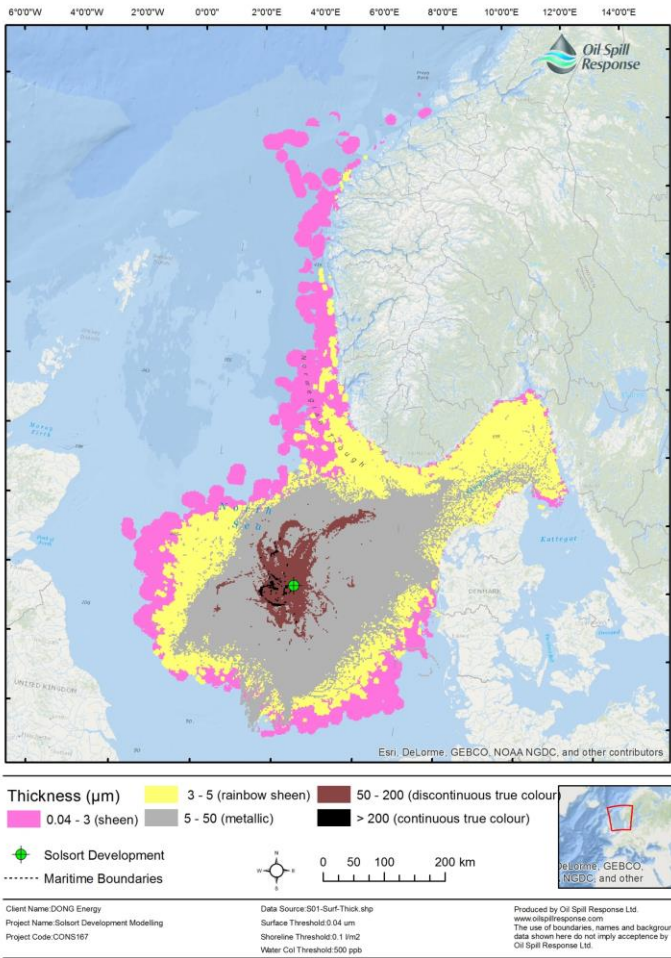 6°0'0"W 4°0'0"W 2°0'0"W 0°0'0" 2°0'0"E 4°0'0"E 6°0'0"E 8°0'0"E 10°0'0"E 12°0'0"E
Oil Spill
Response
Norwegian Trough
Moray
Firth
North
Sea
Kattegat
DENMARK
UNITED KINGDOM
Esri, DeLorme, GEBCO, NOAA NGDC, and other contributors
Thickness (µm)
0.04 - 3 (sheen)
3 - 5 (rainbow sheen)
5 - 50 (metallic)
50 - 200 (discontinuous true colour)
> 200 (continuous true colour)
Solsort Development
Maritime Boundaries
N
W
E
S
0 50 100 200 km
DeLorme, GEBCO,
NGDC, and other
Client Name:DONG Energy
Project Name:Solsort Development Modelling
Project Code:CONS167
Data Source:S01-Surf-Thick.shp
Surface Threshold:0.04 um
Shoreline Threshold:0.1 l/m2
Water Col Threshold:500 ppb
Produced by Oil Spill Response Ltd.
www.oilspillresponse.com
The use of boundaries, names and backgroun
data shown here do not imply acceptence by
Oil Spill Response Ltd.